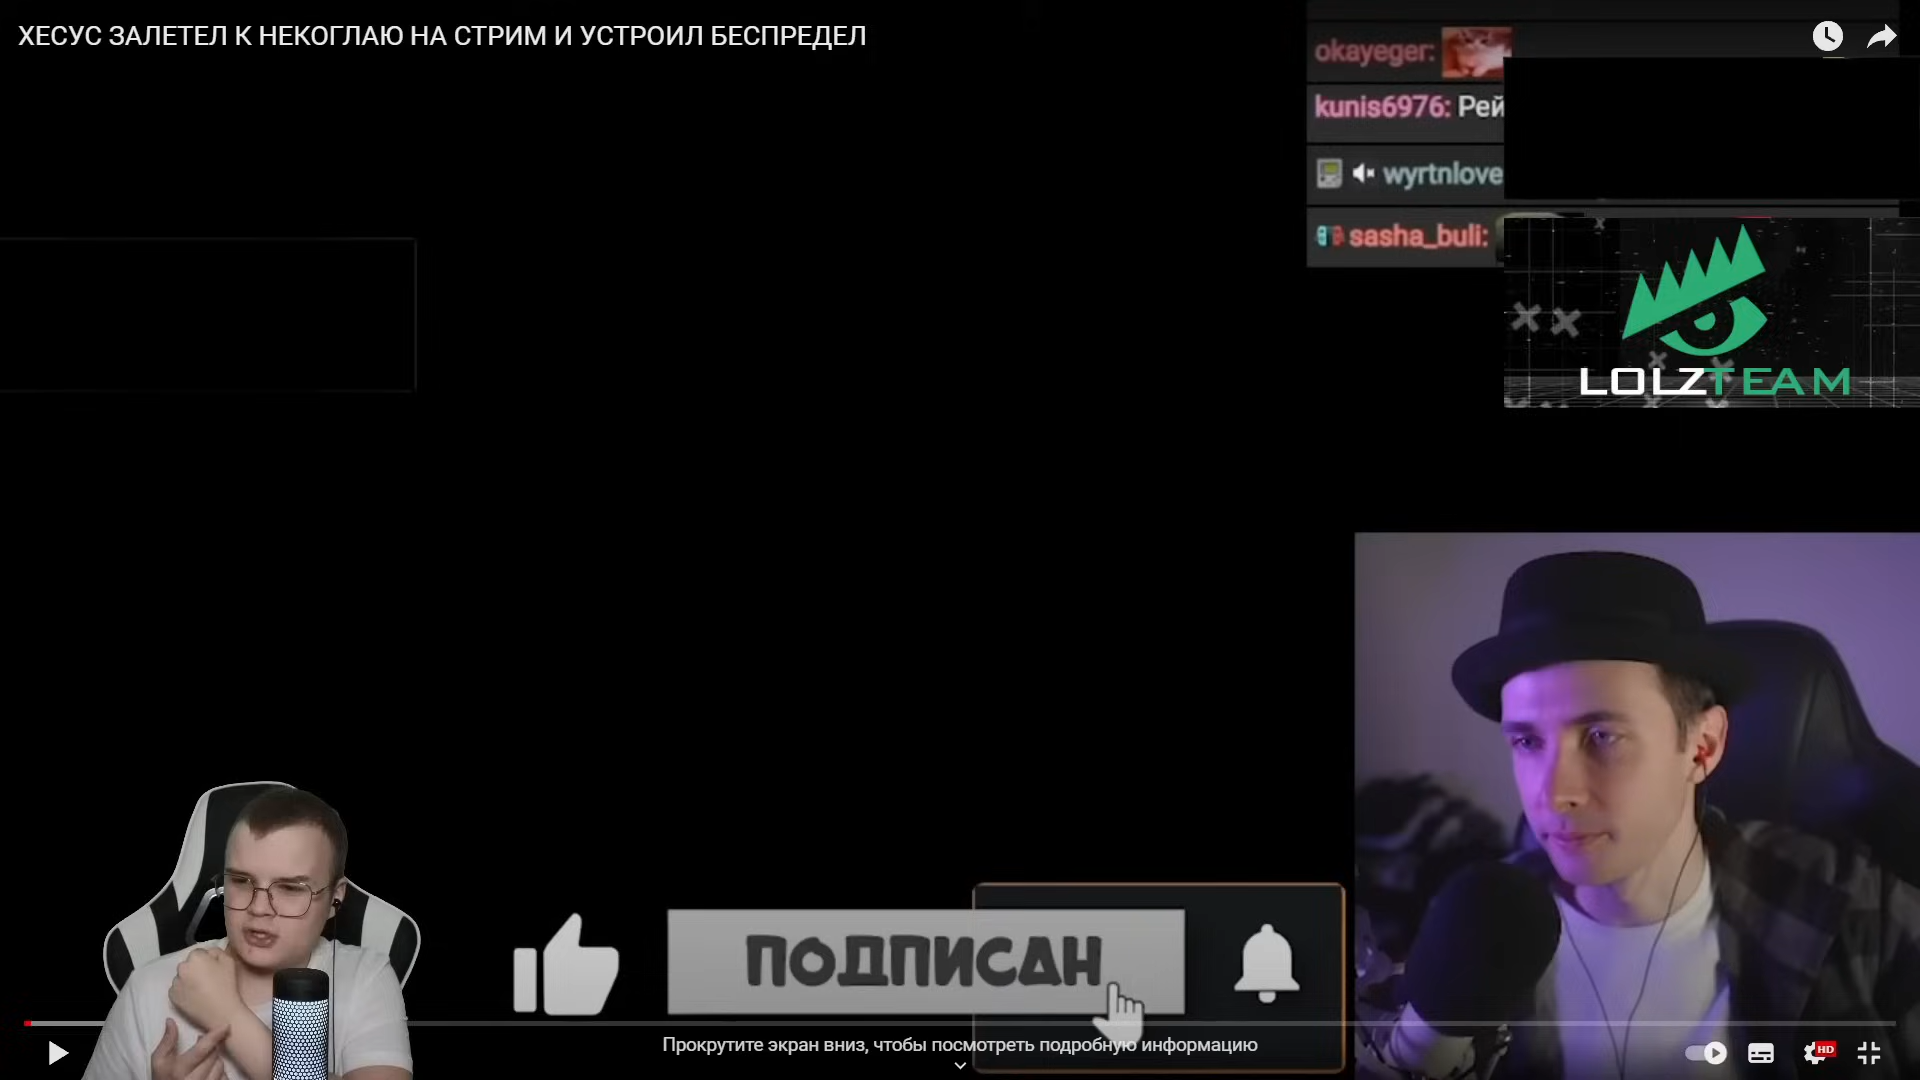 ХЕСУС ЗАЛЕТЕЛ К НЕКОГЛАЮ НА СТРИМ И УСТРОИЛ БЕСПРЕДЕЛ
okayeger:
kunis6976: Рей
wyrtnlove
sasha_buli:
LOLZTEAM
ПОДПИСАН
Прокрутите экран вниз, чтобы посмотреть подробную информацию
HD